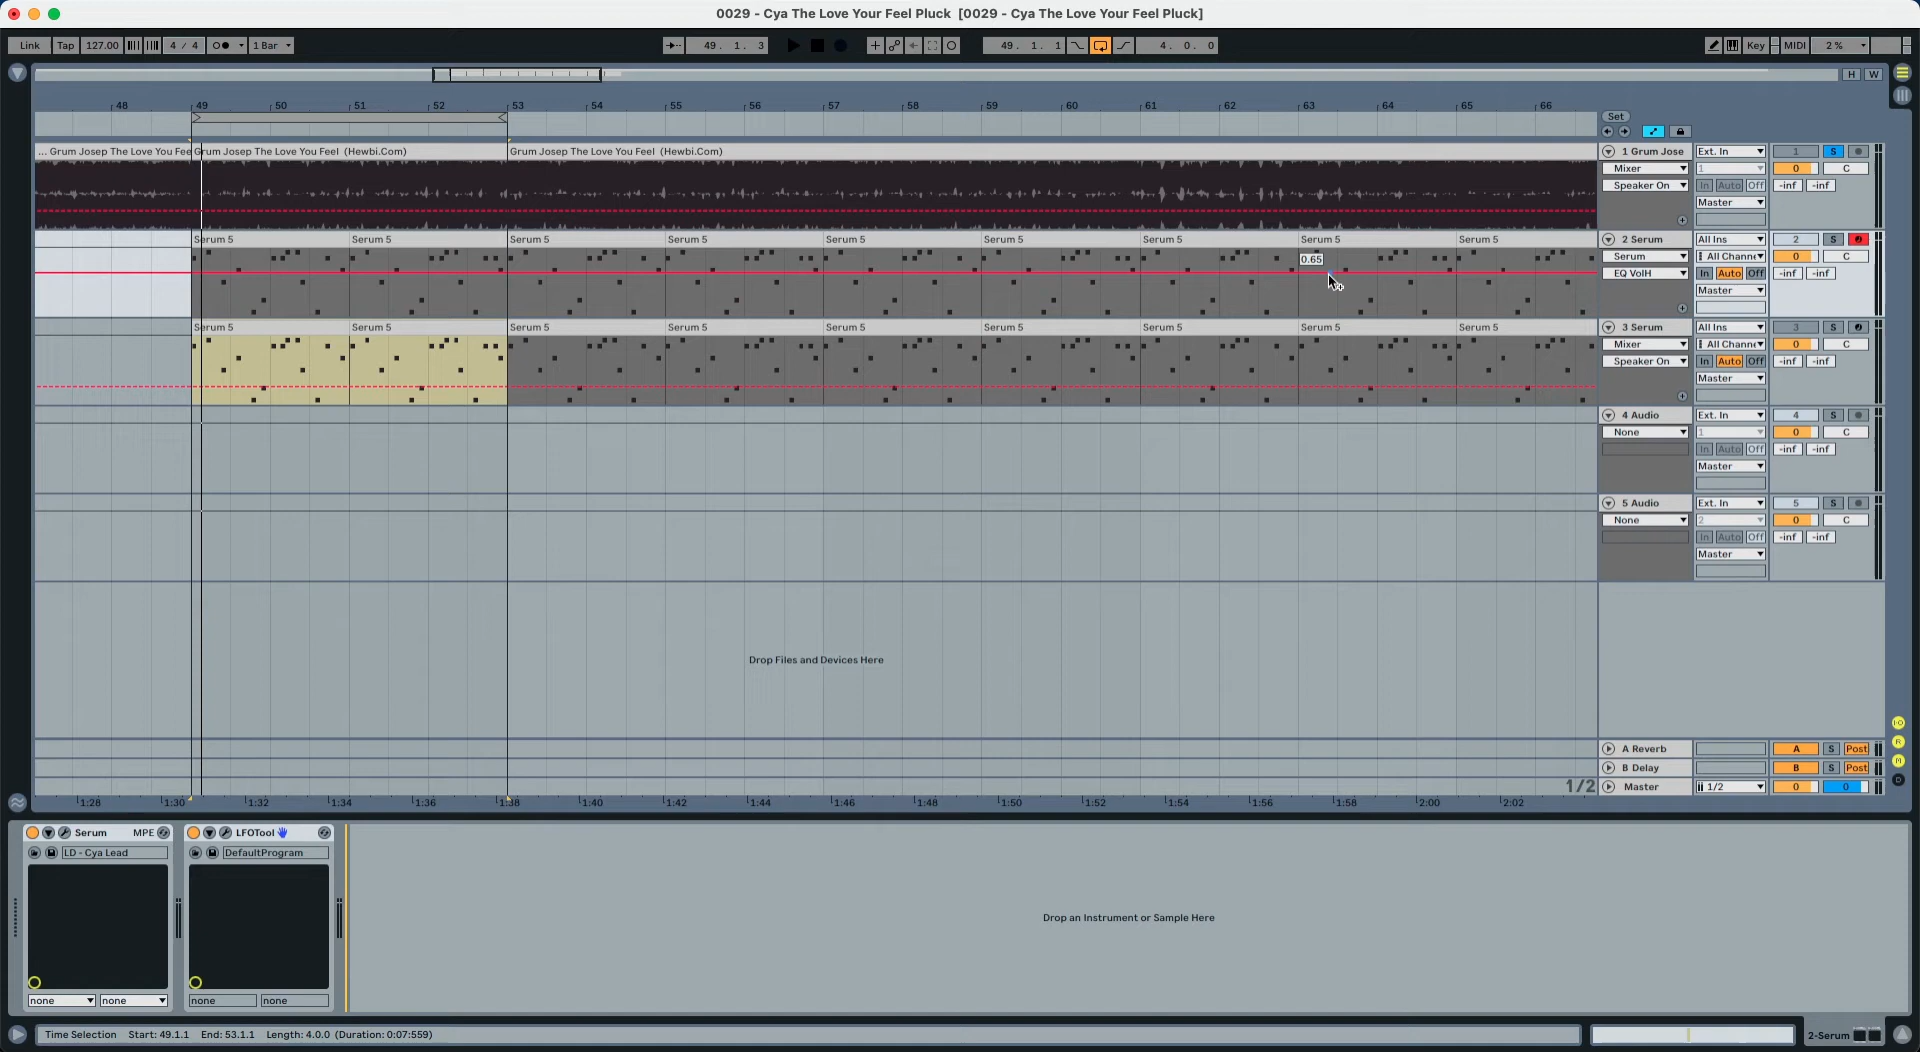 0029 - Cya The Love Your Feel Pluck [0029 - Cya The Love Your Feel Pluck]
Link Tap 127.00 4 / 4 1 Bar 49. 1. 3 49. 1. 1 4. 0. 0 Key MIDI 2 %
H W
48 49 50 51 52 53 54 55 56 57 58 59 60 61 62 63 64 65 66
Set
... Grum Josep The Love You Fee Grum Josep The Love You Feel (Hewbi.Com) Grum Josep The Love You Feel (Hewbi.Com) 1 Grum Jose Ext. In 1 S
Mixer 1 0 C
Speaker On In Auto Off -inf -inf
Master
Serum 5 Serum 5 Serum 5 Serum 5 Serum 5 Serum 5 Serum 5 Serum 5 Serum 5 2 Serum All Ins 2 S
0.65 Serum All Channe 0 C
EQ VolH In Auto Off -inf -inf
Master
Serum 5 Serum 5 Serum 5 Serum 5 Serum 5 Serum 5 Serum 5 Serum 5 Serum 5 3 Serum All Ins 3 S
Mixer All Channe 0 C
Speaker On In Auto Off -inf -inf
Master
4 Audio Ext. In 4 S
None 1 0 C
In Auto Off -inf -inf
Master
5 Audio Ext. In 5 S
None 2 0 C
In Auto Off -inf -inf
Master
Drop Files and Devices Here
A Reverb A S Post
B Delay B S Post
1/2 Master 1/2 0 0
1:28 1:30 1:32 1:34 1:36 1:38 1:40 1:42 1:44 1:46 1:48 1:50 1:52 1:54 1:56 1:58 2:00 2:02
Serum MPE LFOTool
LD - Cya Lead DefaultProgram
Drop an Instrument or Sample Here
none none none none
Time Selection Start: 49.1.1 End: 53.1.1 Length: 4.0.0 (Duration: 0:07:559) 2-Serum